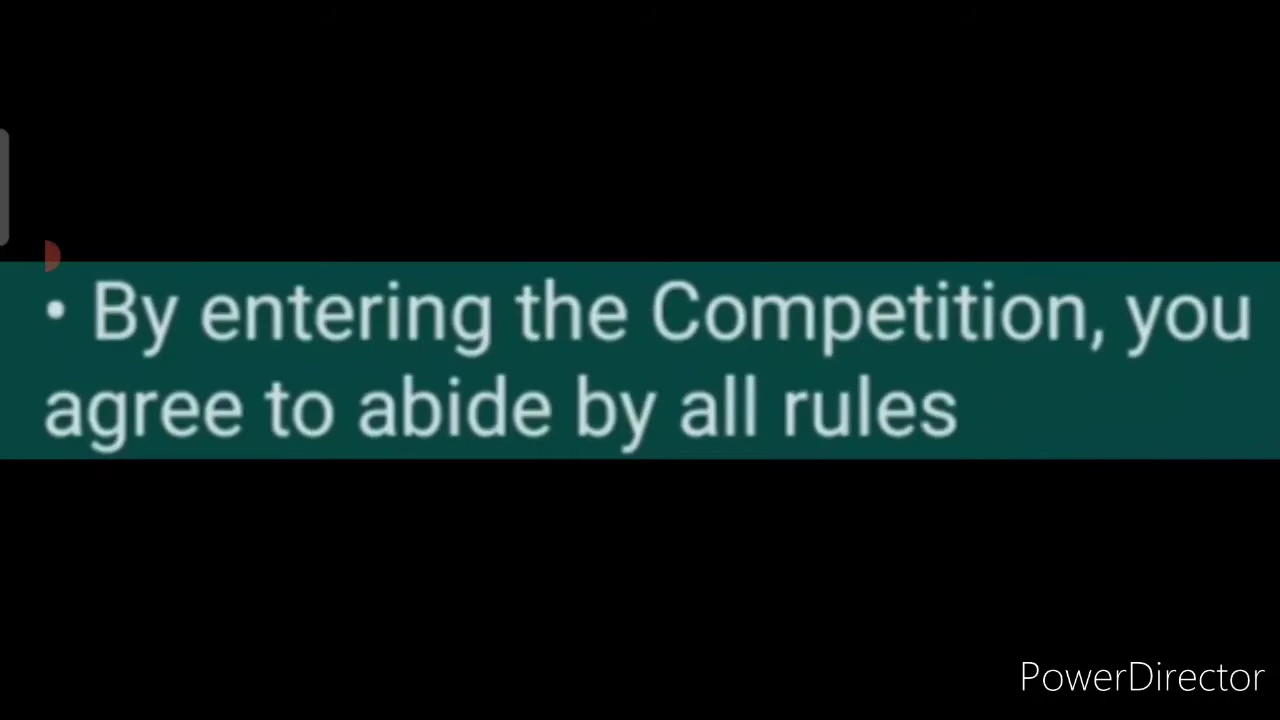 • By entering the Competition, you
agree to abide by all rules
PowerDirector